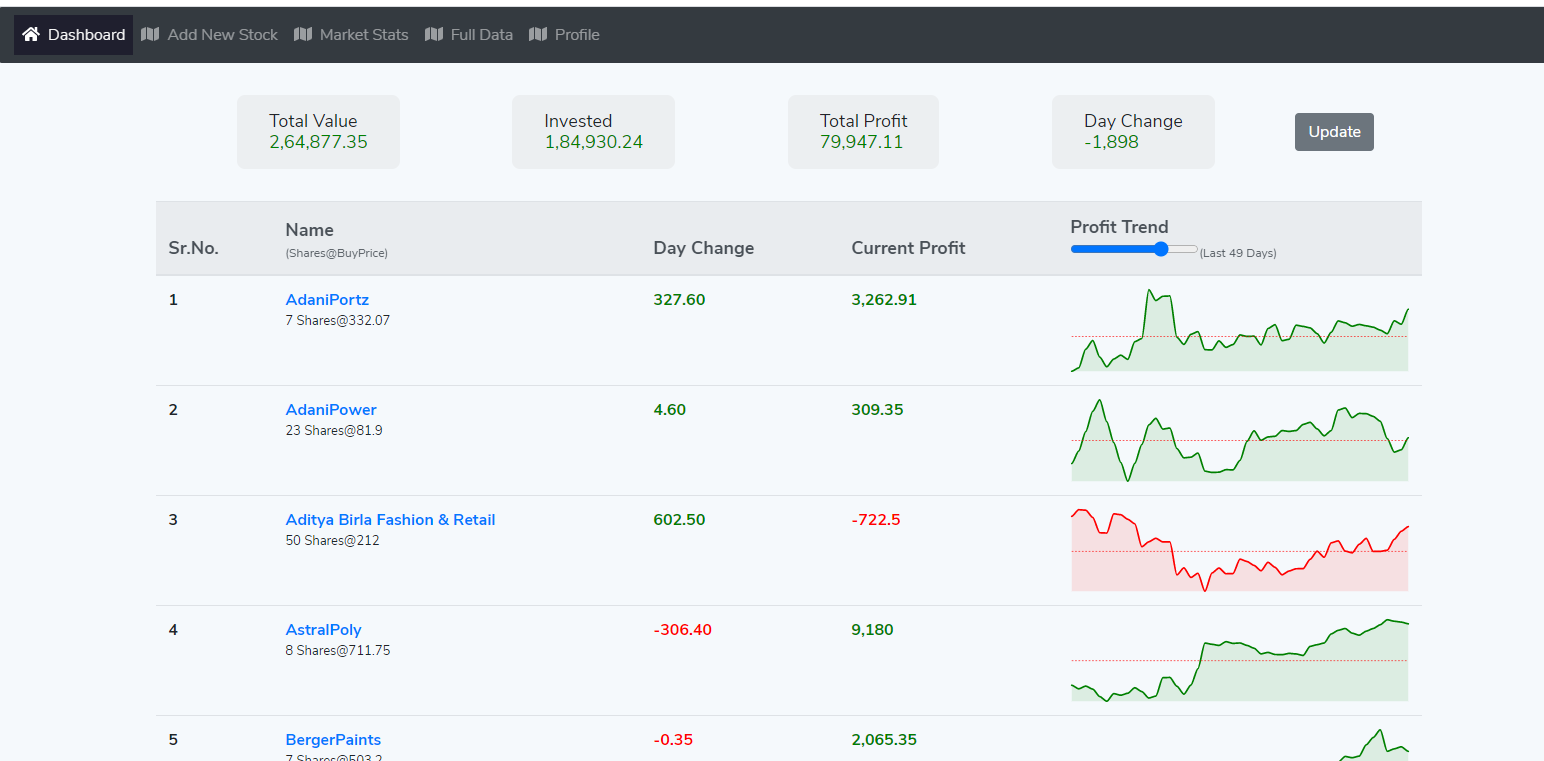 Dashboard Add New Stock Market Stats Full Data Profile
Total Value Invested Total Profit Day Change
2,64,877.35 1,84,930.24 79,947.11 -1,898 Update
Sr.No. Name Day Change Current Profit Profit Trend
(Shares@BuyPrice) (Last 49 Days)
1 AdaniPortz 327.60 3,262.91
7 Shares@332.07
2 AdaniPower 4.60 309.35
23 Shares@81.9
3 Aditya Birla Fashion & Retail 602.50 -722.5
50 Shares@212
4 AstralPoly -306.40 9,180
8 Shares@711.75
5 BergerPaints -0.35 2,065.35
7 Shares@503.2